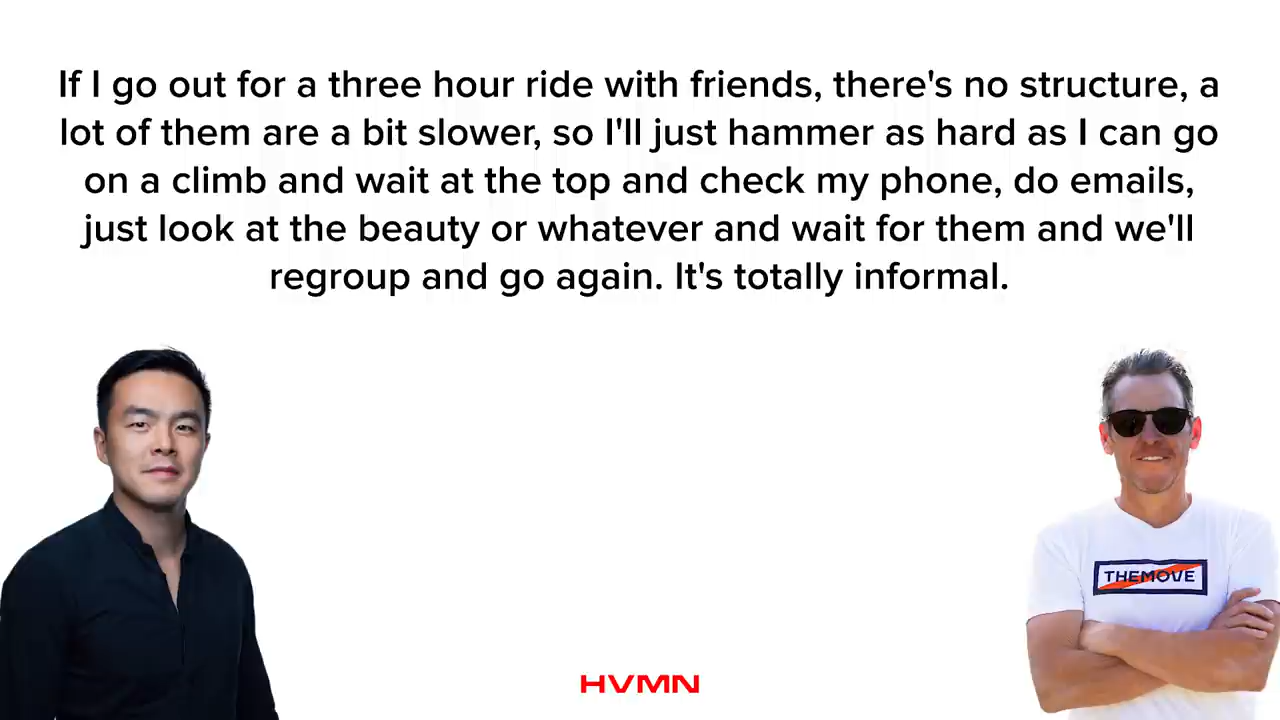 If I go out for a three hour ride with friends, there's no structure, a
lot of them are a bit slower, so I'll just hammer as hard as I can go
on a climb and wait at the top and check my phone, do emails,
just look at the beauty or whatever and wait for them and we'll
regroup and go again. It's totally informal.
THEMOVE
HVMN